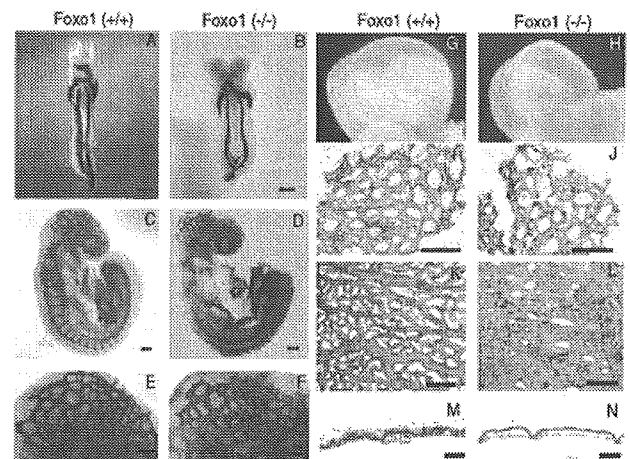 Foxo1 (+/+) Foxo1 (-/-) Foxo1 (+/+) Foxo1 (-/-)
A B G H
J
C D
K L
E F
M N